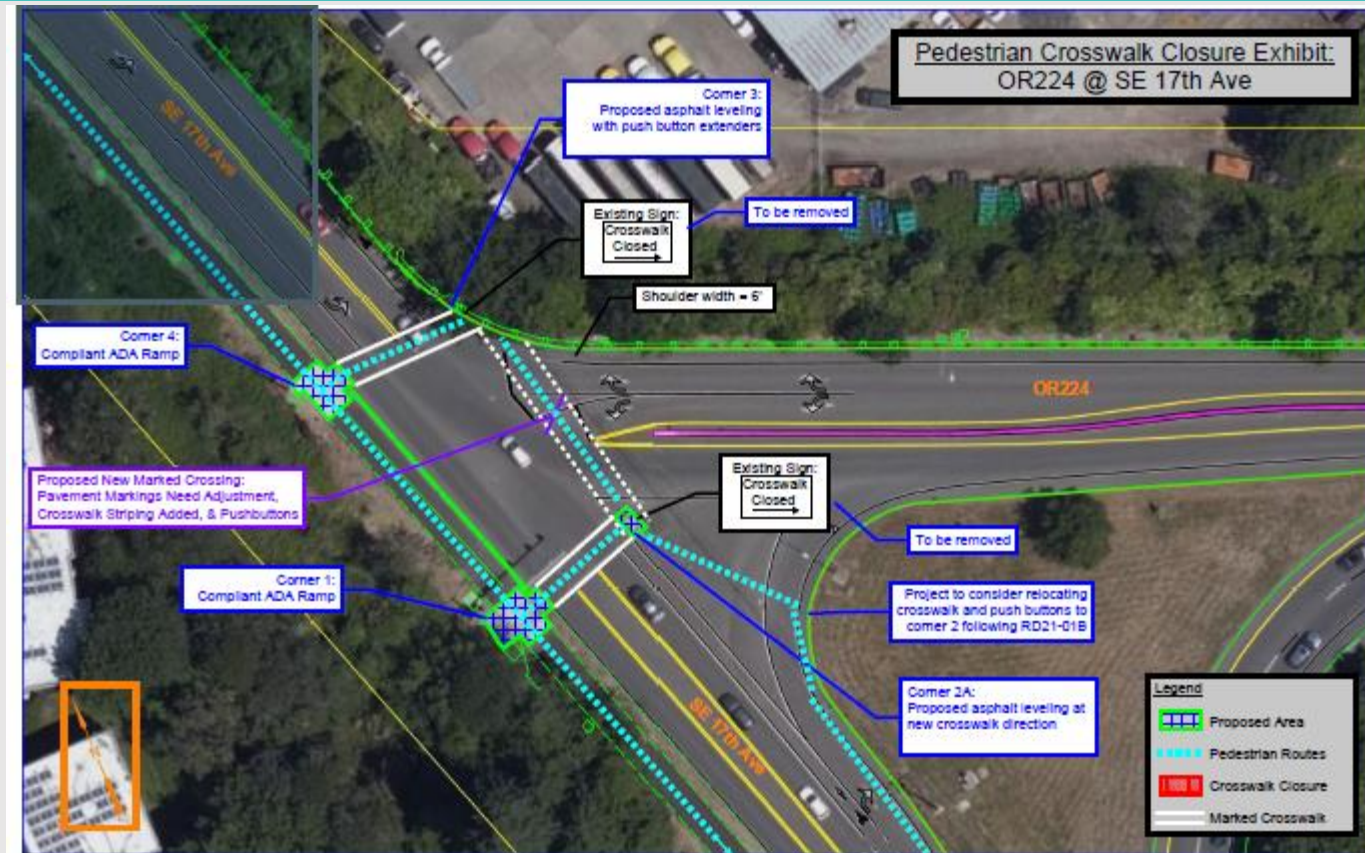 Pedestrian Crosswalk Closure Exhibit:
OR224 @ SE 17th Ave
SE 17th Ave
Corner 3:
Proposed asphalt leveling
with push button extenders
Existing Sign:
Crosswalk
Closed
To be removed
Shoulder width = 6'
Corner 4:
Compliant ADA Ramp
OR224
Proposed New Marked Crossing:
Pavement Markings Need Adjustment,
Crosswalk Striping Added, & Pushbuttons
Existing Sign:
Crosswalk
Closed
To be removed
Corner 1:
Compliant ADA Ramp
Project to consider relocating
crosswalk and push buttons to
corner 2 following RD21-01B
Corner 2A:
Proposed asphalt leveling at
new crosswalk direction
SE 17th Ave
Legend
Proposed Area
Pedestrian Routes
Crosswalk Closure
Marked Crosswalk